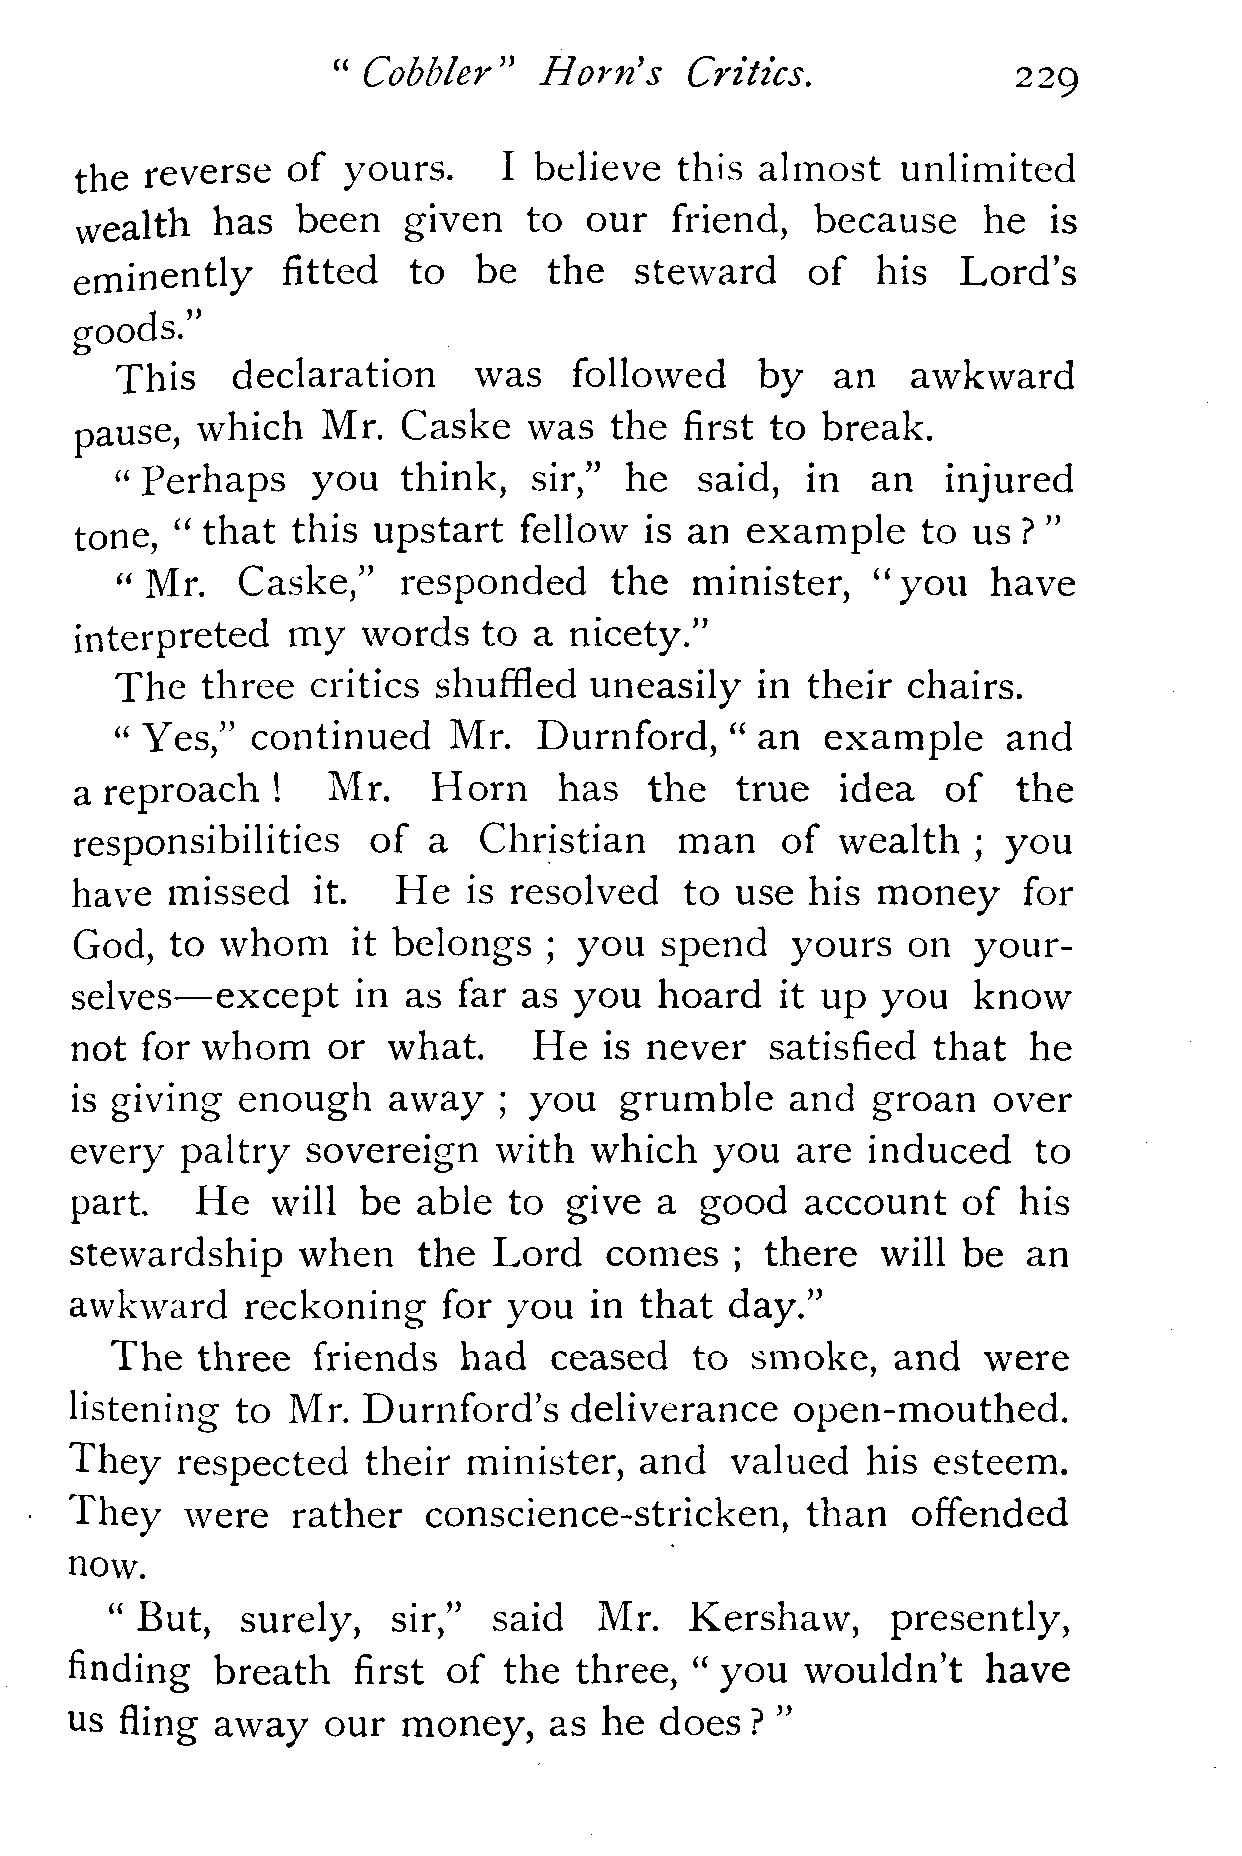 " Cobbler" Horn's Critics. 229
the reverse of yours. I believe this almost unlimited
wealth has been given to our friend, because he is
eminently fitted to be the steward of his Lord's
goods."
This declaration was followed by an awkward
pause, which Mr. Caske was the first to break.
" Perhaps you think, sir," he said, in an injured
tone, " that this upstart fellow is an example to us ? "
" Mr. Caske," responded the minister, " you have
interpreted my words to a nicety."
The three critics shuffled uneasily in their chairs.
" Yes," continued Mr. Durnford, " an example and
a reproach ! Mr. Horn has the true idea of the
responsibilities of a Christian man of wealth ; you
have missed it. He is resolved to use his money for
God, to whom it belongs ; you spend yours on your-
selves—except in as far as you hoard it up you know
not for whom or what. He is never satisfied that he
is giving enough away ; you grumble and groan over
every paltry sovereign with which you are induced to
part. He will be able to give a good account of his
stewardship when the Lord comes ; there will be an
awkward reckoning for you in that day."
The three friends had ceased to smoke, and were
listening to Mr. Durnford's deliverance open-mouthed.
They respected their minister, and valued his esteem.
They were rather conscience-stricken, than offended
now.
" But, surely, sir," said Mr. Kershaw, presently,
finding breath first of the three, " you wouldn't have
us fling away our money, as he does ? "